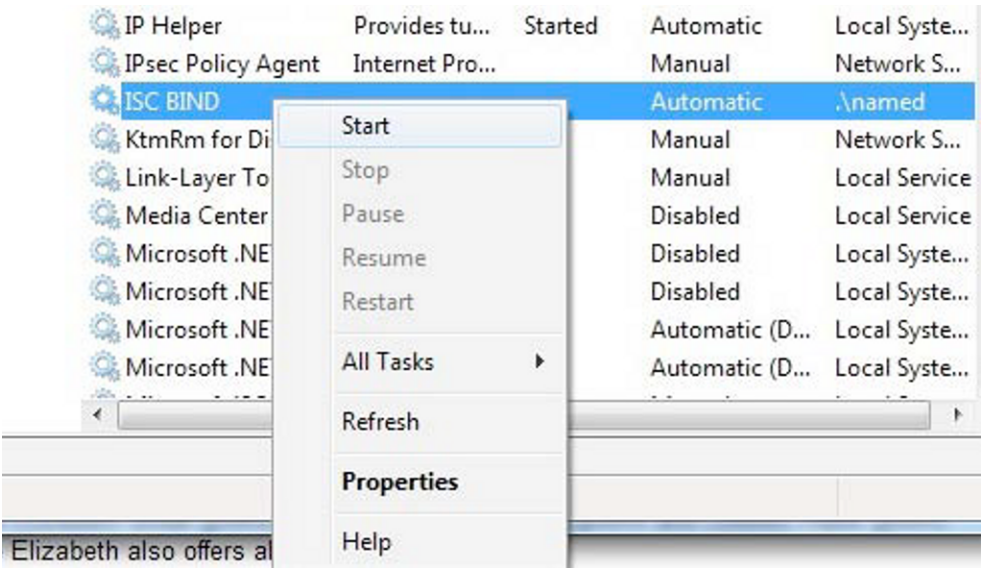 IP Helper Provides tu... Started Automatic Local Syste...
IPsec Policy Agent Internet Pro... Manual Network S...
ISC BIND Automatic .\named
KtmRm for Di Manual Network S...
Link-Layer To Manual Local Service
Media Center Disabled Local Service
Microsoft .NE Disabled Local Syste...
Microsoft .NE Disabled Local Syste...
Microsoft .NE Automatic (D... Local Syste...
Microsoft .NE Automatic (D... Local Syste...
Start
Stop
Pause
Resume
Restart
All Tasks
Refresh
Properties
Help
Elizabeth also offers al